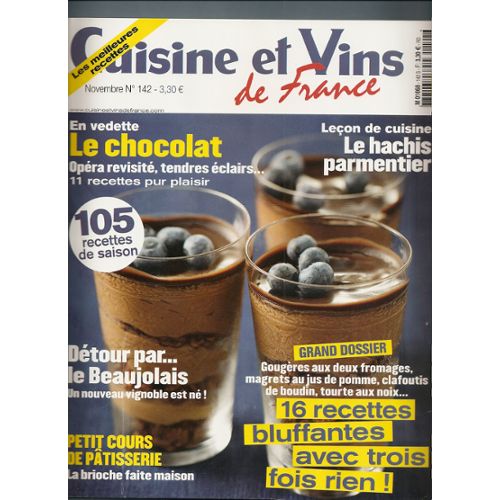 Les meilleures
recettes
Cuisine et Vins
de France
Novembre N° 142 - 3,30 €
www.cuisineetvinsdefrance.com
En vedette
Le chocolat
Opéra revisité, tendres éclairs...
11 recettes pur plaisir
Leçon de cuisine
Le hachis
parmentier
105
recettes
de saison
Détour par...
le Beaujolais
Un nouveau vignoble est né !
GRAND DOSSIER
Gougères aux deux fromages,
magrets au jus de pomme, clafoutis
de boudin, tourte aux noix...
16 recettes
bluffantes
avec trois
fois rien !
PETIT COURS
DE PÂTISSERIE
La brioche faite maison